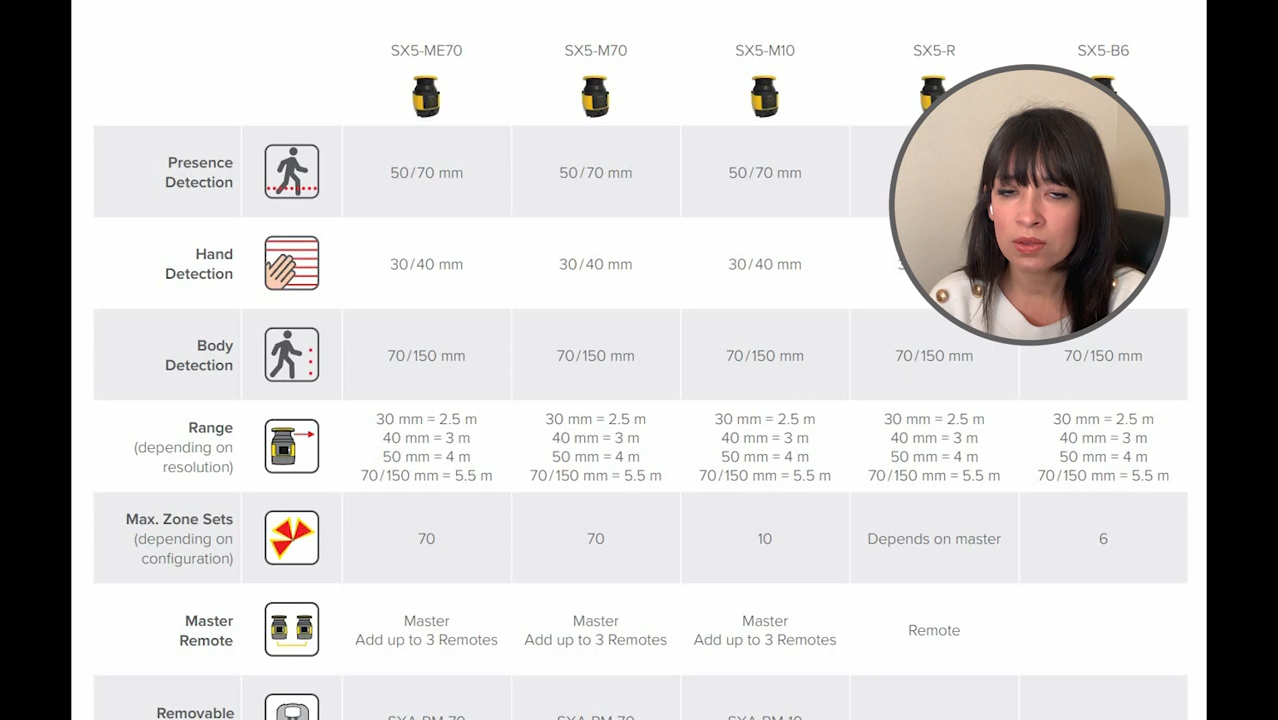 SX5-ME70 SX5-M70 SX5-M10 SX5-R SX5-B6
Presence
Detection
50/70 mm 50/70 mm 50/70 mm
Hand
Detection
30/40 mm 30/40 mm 30/40 mm
Body
Detection
70/150 mm 70/150 mm 70/150 mm 70/150 mm 70/150 mm
Range
(depending on
resolution)
30 mm = 2.5 m 30 mm = 2.5 m 30 mm = 2.5 m 30 mm = 2.5 m 30 mm = 2.5 m
40 mm = 3 m 40 mm = 3 m 40 mm = 3 m 40 mm = 3 m 40 mm = 3 m
50 mm = 4 m 50 mm = 4 m 50 mm = 4 m 50 mm = 4 m 50 mm = 4 m
70/150 mm = 5.5 m 70/150 mm = 5.5 m 70/150 mm = 5.5 m 70/150 mm = 5.5 m 70/150 mm = 5.5 m
Max. Zone Sets
(depending on
configuration)
70 70 10 Depends on master 6
Master
Remote
Master Master Master
Add up to 3 Remotes Add up to 3 Remotes Add up to 3 Remotes
Remote
Removable